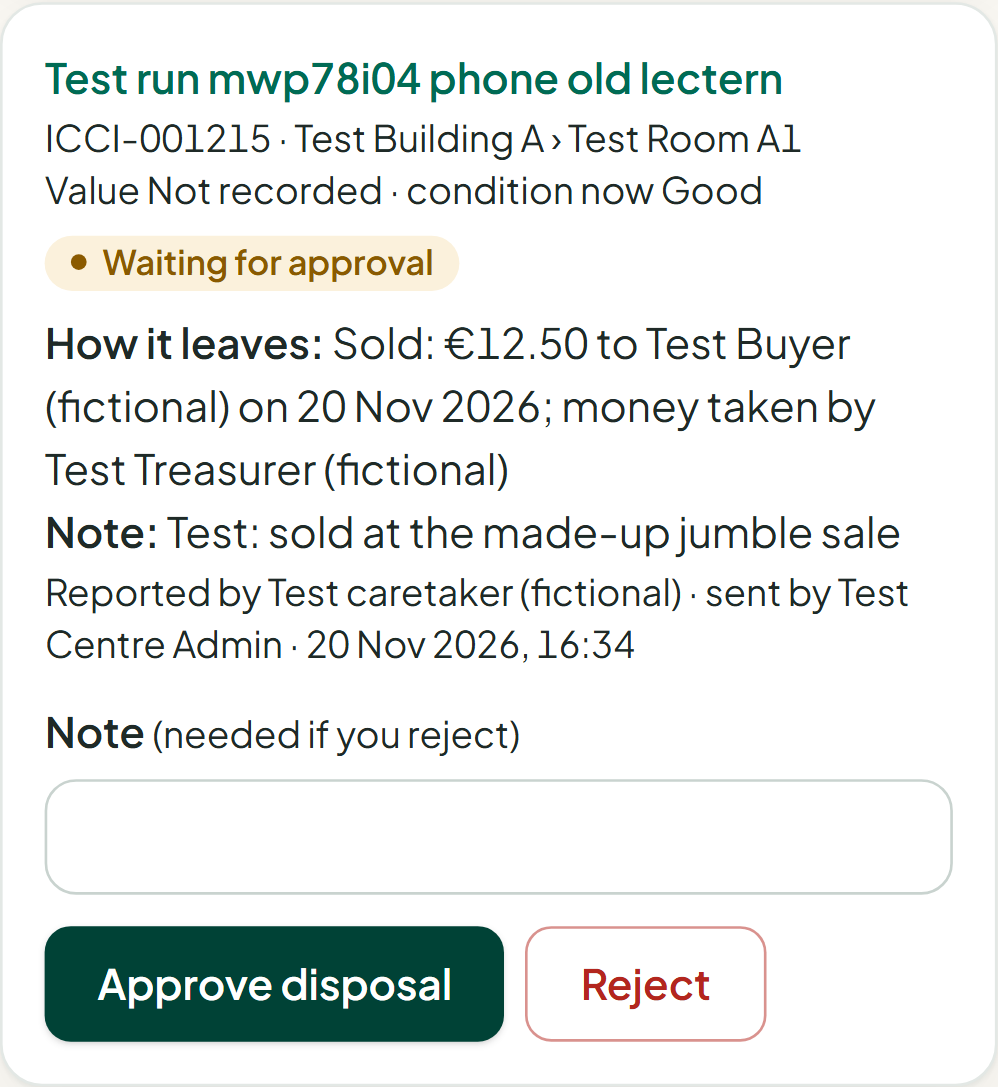 Test run mwp78i04 phone old lectern
ICCI-001215 · Test Building A › Test Room A1
Value Not recorded · condition now Good
Waiting for approval
How it leaves: Sold: €12.50 to Test Buyer
(fictional) on 20 Nov 2026; money taken by
Test Treasurer (fictional)
Note: Test: sold at the made-up jumble sale
Reported by Test caretaker (fictional) · sent by Test
Centre Admin · 20 Nov 2026, 16:34
Note (needed if you reject)
Approve disposal
Reject